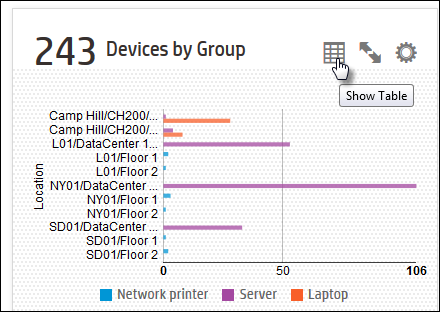 243 Devices by Group
Show Table
Location
Camp Hill/CH200/...
Camp Hill/CH200/...
L01/DataCenter 1...
L01/Floor 1
L01/Floor 2
NY01/DataCenter ...
NY01/Floor 1
NY01/Floor 2
SD01/DataCenter ...
SD01/Floor 1
SD01/Floor 2
0 50 106
Network printer Server Laptop